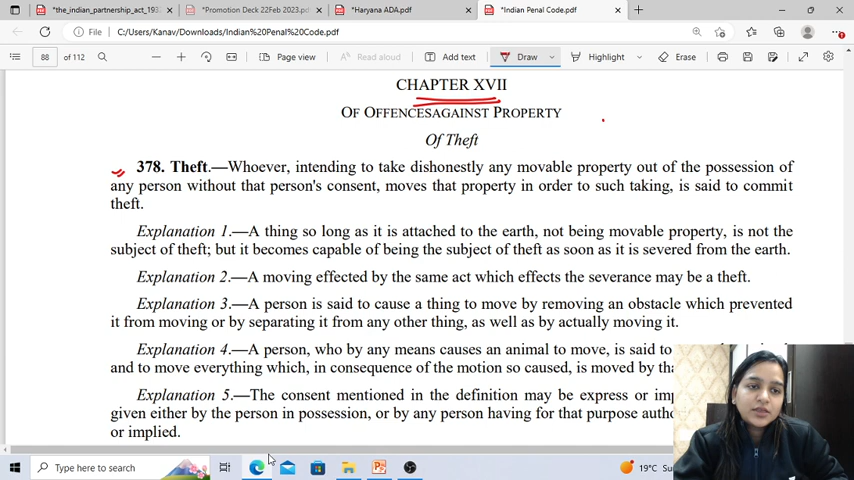 *the_indian_partnership_act_193
*Promotion Deck 22Feb 2023.pd
*Haryana ADA.pdf
*Indian Penal Code.pdf
File
C:/Users/Kanav/Downloads/Indian%20Penal%20Code.pdf
88 of 112
Page view
Read aloud
Add text
Draw
Highlight
Erase
CHAPTER XVII
OF OFFENCESAGAINST PROPERTY
Of Theft
378. Theft.—Whoever, intending to take dishonestly any movable property out of the possession of
any person without that person's consent, moves that property in order to such taking, is said to commit
theft.
Explanation 1.—A thing so long as it is attached to the earth, not being movable property, is not the
subject of theft; but it becomes capable of being the subject of theft as soon as it is severed from the earth.
Explanation 2.—A moving effected by the same act which effects the severance may be a theft.
Explanation 3.—A person is said to cause a thing to move by removing an obstacle which prevented
it from moving or by separating it from any other thing, as well as by actually moving it.
Explanation 4.—A person, who by any means causes an animal to move, is said to
and to move everything which, in consequence of the motion so caused, is moved by
Explanation 5.—The consent mentioned in the definition may be express or
given either by the person in possession, or by any person having for that purpose
or implied.
Type here to search
19°C